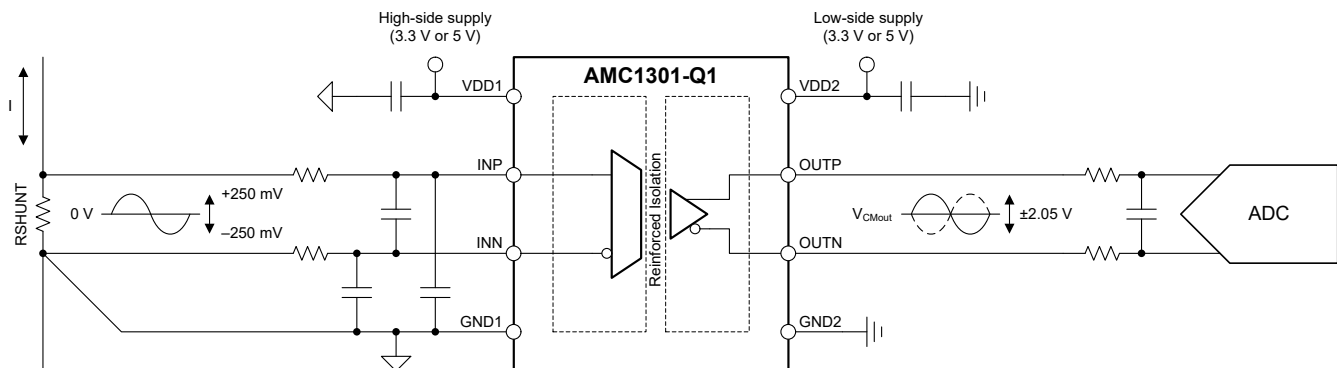 High-side supply
(3.3 V or 5 V)
Low-side supply
(3.3 V or 5 V)
AMC1301-Q1
VDD1
VDD2
I
INP
OUTP
RSHUNT
0 V
+250 mV
–250 mV
Reinforced Isolation
VCMout
±2.05 V
ADC
INN
OUTN
GND1
GND2